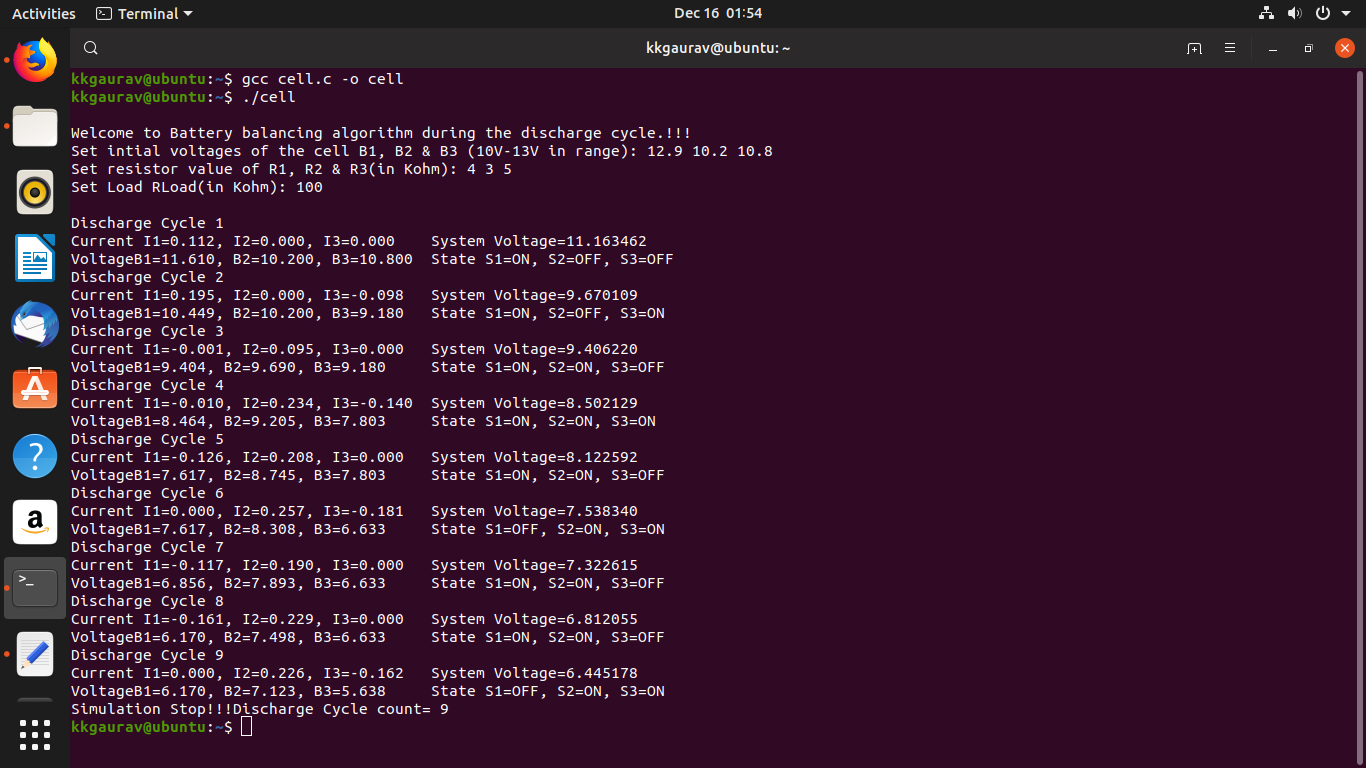 Activities Terminal Dec 16 01:54
kkgaurav@ubuntu: ~
kkgaurav@ubuntu:~$ gcc cell.c -o cell
kkgaurav@ubuntu:~$ ./cell
Welcome to Battery balancing algorithm during the discharge cycle.!!!
Set intial voltages of the cell B1, B2 & B3 (10V-13V in range): 12.9 10.2 10.8
Set resistor value of R1, R2 & R3(in Kohm): 4 3 5
Set Load RLoad(in Kohm): 100
Discharge Cycle 1
Current I1=0.112, I2=0.000, I3=0.000 System Voltage=11.163462
VoltageB1=11.610, B2=10.200, B3=10.800 State S1=ON, S2=OFF, S3=OFF
Discharge Cycle 2
Current I1=0.195, I2=0.000, I3=-0.098 System Voltage=9.670109
VoltageB1=10.449, B2=10.200, B3=9.180 State S1=ON, S2=OFF, S3=ON
Discharge Cycle 3
Current I1=-0.001, I2=0.095, I3=0.000 System Voltage=9.406220
VoltageB1=9.404, B2=9.690, B3=9.180 State S1=ON, S2=ON, S3=OFF
Discharge Cycle 4
Current I1=-0.010, I2=0.234, I3=-0.140 System Voltage=8.502129
VoltageB1=8.464, B2=9.205, B3=7.803 State S1=ON, S2=ON, S3=ON
Discharge Cycle 5
Current I1=-0.126, I2=0.208, I3=0.000 System Voltage=8.122592
VoltageB1=7.617, B2=8.745, B3=7.803 State S1=ON, S2=ON, S3=OFF
Discharge Cycle 6
Current I1=0.000, I2=0.257, I3=-0.181 System Voltage=7.538340
VoltageB1=7.617, B2=8.308, B3=6.633 State S1=OFF, S2=ON, S3=ON
Discharge Cycle 7
Current I1=-0.117, I2=0.190, I3=0.000 System Voltage=7.322615
VoltageB1=6.856, B2=7.893, B3=6.633 State S1=ON, S2=ON, S3=OFF
Discharge Cycle 8
Current I1=-0.161, I2=0.229, I3=0.000 System Voltage=6.812055
VoltageB1=6.170, B2=7.498, B3=6.633 State S1=ON, S2=ON, S3=OFF
Discharge Cycle 9
Current I1=0.000, I2=0.226, I3=-0.162 System Voltage=6.445178
VoltageB1=6.170, B2=7.123, B3=5.638 State S1=OFF, S2=ON, S3=ON
Simulation Stop!!!Discharge Cycle count= 9
kkgaurav@ubuntu:~$